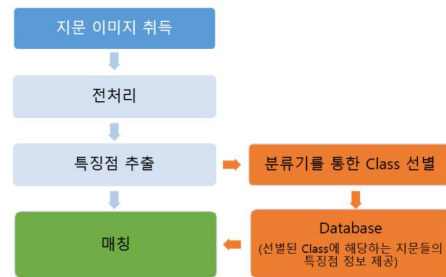 지문 이미지 취득
전처리
특징점 추출
분류기를 통한 Class 선별
매칭
Database
(선별된 Class에 해당하는 지문들의
특징점 정보 제공)